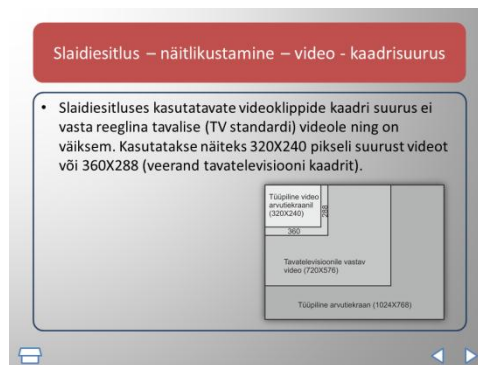 Slaidiesitlus – näitlikustamine – video - kaadrisuurus
• Slaidiesitluses kasutatavate videoklippide kaadri suurus ei
vasta reeglina tavalise (TV standardi) videole ning on
väiksem. Kasutatakse näiteks 320X240 pikseli suurust videot
või 360X288 (veerand tavatelevisiooni kaadrit).
Tüüpiline video
arvutiekraanil
(320X240)
288
360
Tavatelevisioonile vastav
video (720X576)
Tüüpiline arvutiekraan (1024X768)